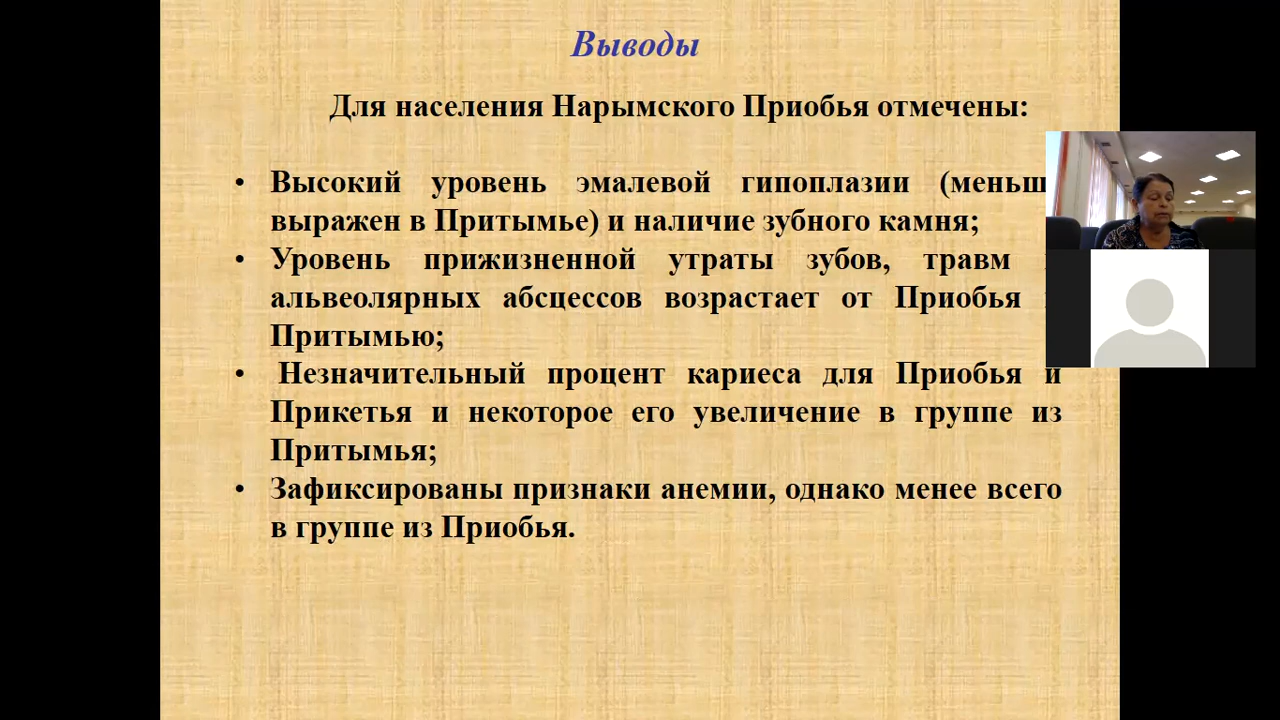 Выводы
Для населения Нарымского Приобья отмечены:
• Высокий уровень эмалевой гипоплазии (меньш
выражен в Притымье) и наличие зубного камня;
• Уровень прижизненной утраты зубов, травм
альвеолярных абсцессов возрастает от Приобья
Притымью;
• Незначительный процент кариеса для Приобья и
Прикетья и некоторое его увеличение в группе из
Притымья;
• Зафиксированы признаки анемии, однако менее всего
в группе из Приобья.